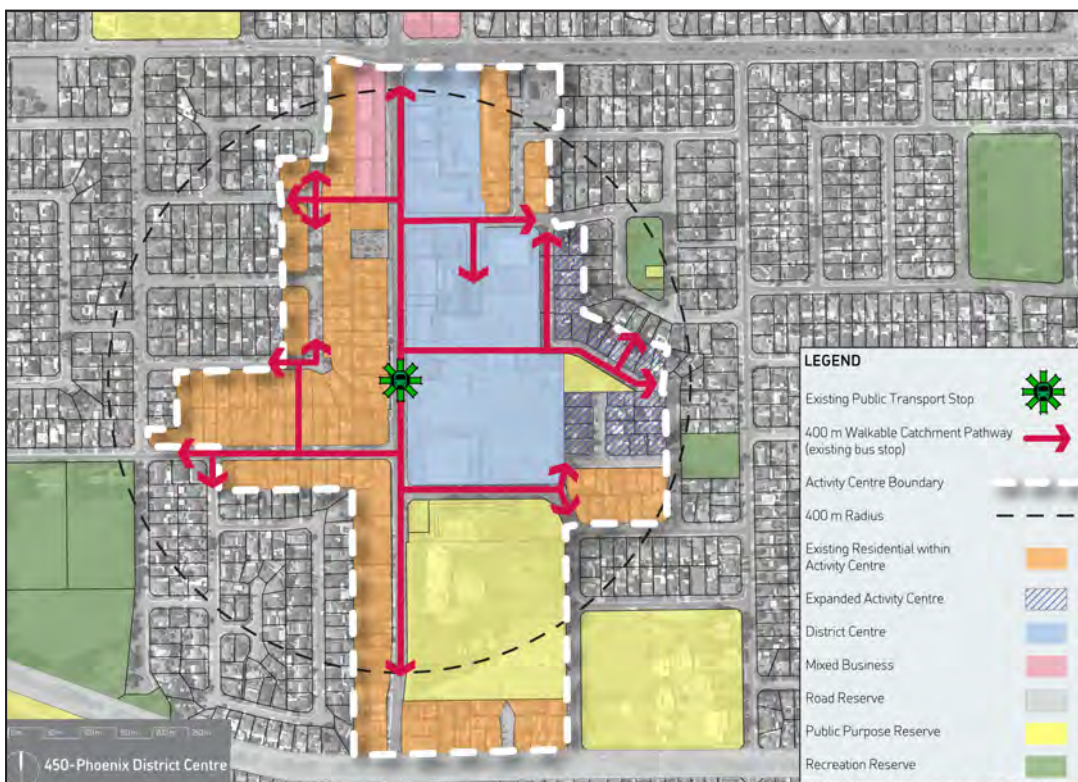 LEGEND
Existing Public Transport Stop
400 m Walkable Catchment Pathway
(existing bus stop)
Activity Centre Boundary
400 m Radius
Existing Residential within
Activity Centre
Expanded Activity Centre
District Centre
Mixed Business
Road Reserve
Public Purpose Reserve
Recreation Reserve
450-Phoenix District Centre